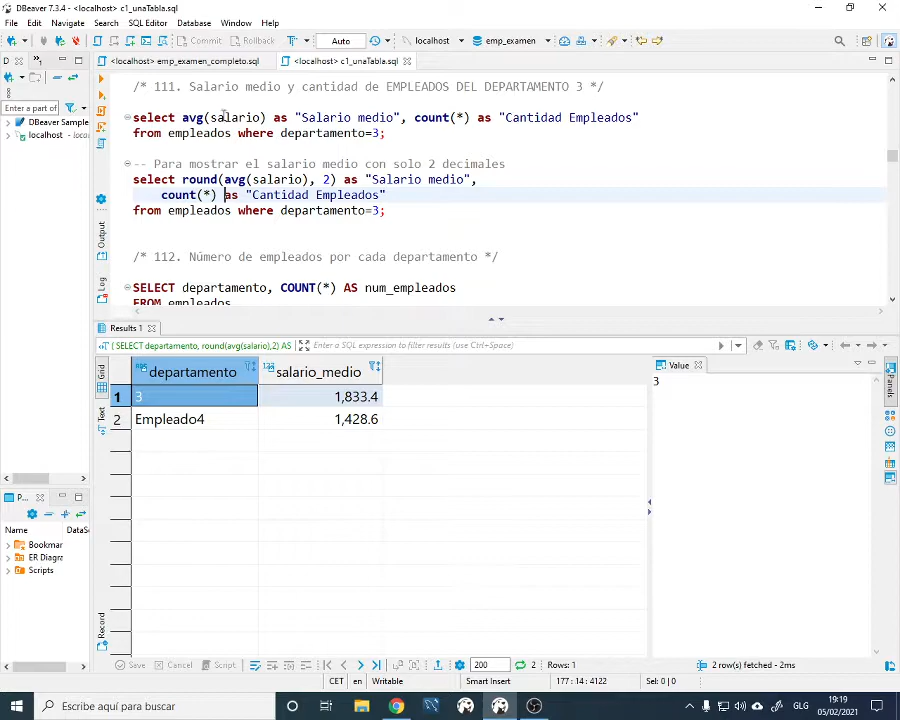 DBeaver 7.3.4 - <localhost> c1_unaTabla.sql
File Edit Navigate Search SQL Editor Database Window Help
Commit Rollback Auto localhost emp_examen
D <localhost> emp_examen_completo.sql <localhost> c1_unaTabla.sql
Enter a part of
DBeaver Sample
localhost
/* 111. Salario medio y cantidad de EMPLEADOS DEL DEPARTAMENTO 3 */
select avg(salario) as "Salario medio", count(*) as "Cantidad Empleados"
from empleados where departamento=3;
-- Para mostrar el salario medio con solo 2 decimales
select round(avg(salario), 2) as "Salario medio",
count(*) as "Cantidad Empleados"
from empleados where departamento=3;
/* 112. Número de empleados por cada departamento */
SELECT departamento, COUNT(*) AS num_empleados
FROM empleados
Output
Log
Results 1
( SELECT departamento, round(avg(salario),2) AS Enter a SQL expression to filter results (use Ctrl+Space)
Grid
Text
Record
departamento salario_medio
1 3 1,833.4
2 Empleado4 1,428.6
Value
3
Panels
P...
Name DataS
Bookmar
ER Diagra
Scripts
Save Cancel Script 200 2 Rows: 1 2 row(s) fetched - 2ms
CET en Writable Smart Insert 177 : 14 : 4122 Sel: 0 | 0
Escribe aquí para buscar
GLG
19:19
05/02/2021